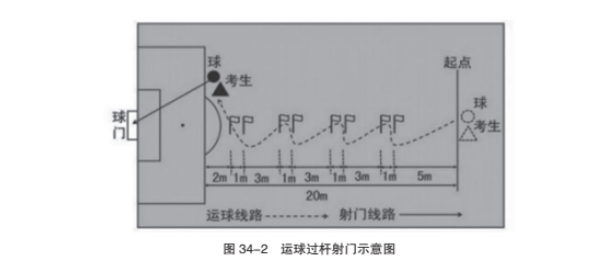 起点
球
考生
球
考生
球
门
2m 1m 3m 1m 3m 1m 3m 1m 5m
20m
运球线路 射门线路
图 34-2 运球过杆射门示意图